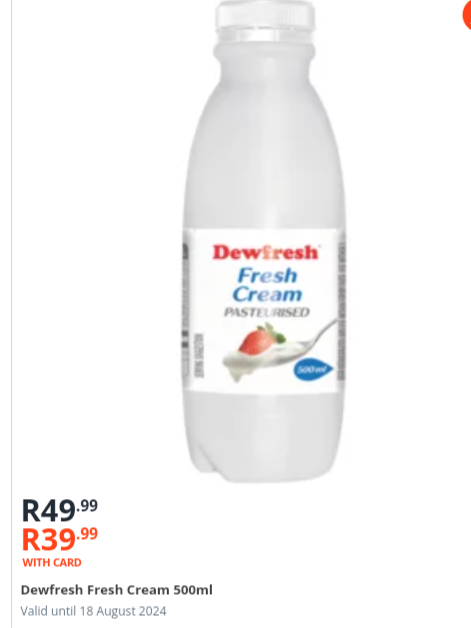 Dewfresh
Fresh
Cream
PASTEURISED
500ml
R49.99
R39.99
WITH CARD
Dewfresh Fresh Cream 500ml
Valid until 18 August 2024